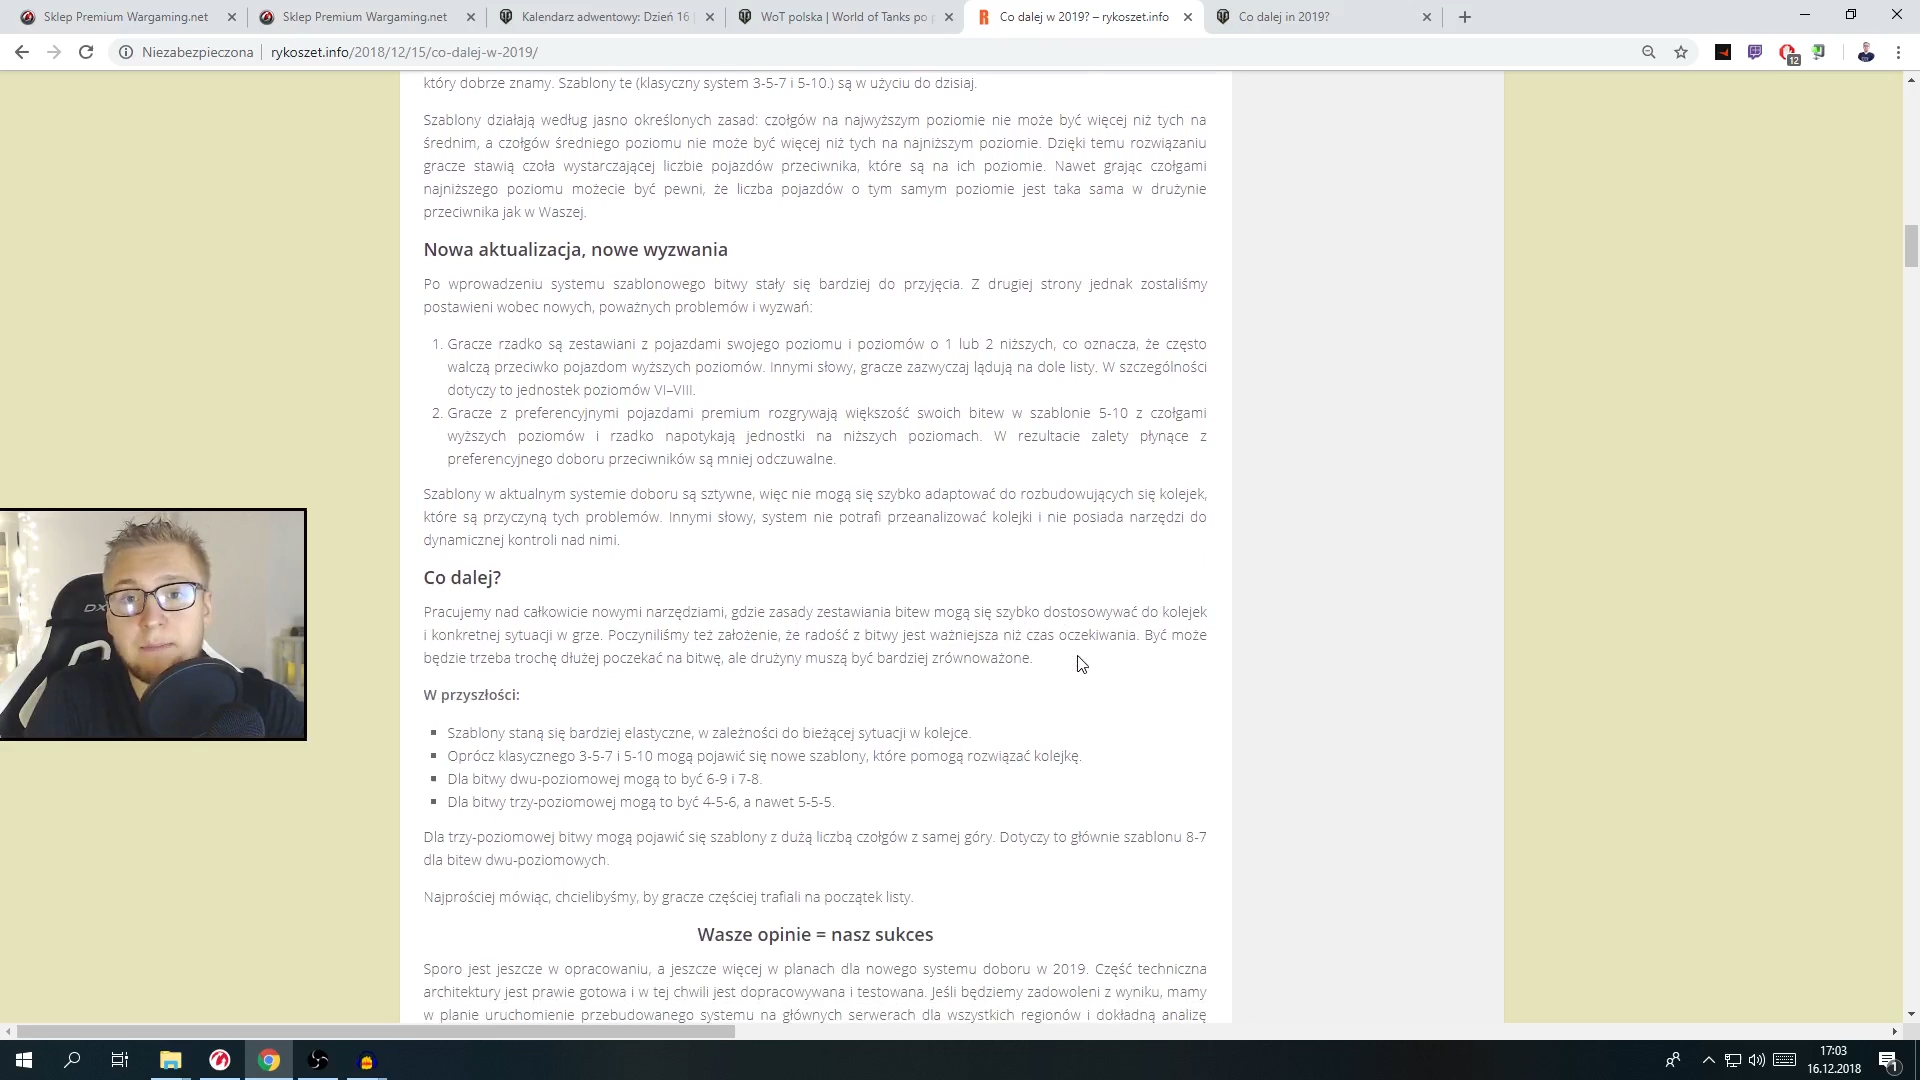 Sklep Premium Wargaming.net
Sklep Premium Wargaming.net
Kalendarz adwentowy: Dzień 16
WoT polska | World of Tanks po p
Co dalej w 2019? – rykoszet.info
Co dalej in 2019?
Niezabezpieczona
rykoszet.info/2018/12/15/co-dalej-w-2019/
12
który dobrze znamy. Szablony te (klasyczny system 3-5-7 i 5-10.) są w użyciu do dzisiaj.
Szablony działają według jasno określonych zasad: czołgów na najwyższym poziomie nie może być więcej niż tych na
średnim, a czołgów średniego poziomu nie może być więcej niż tych na najniższym poziomie. Dzięki temu rozwiązaniu
gracze stawią czoła wystarczającej liczbie pojazdów przeciwnika, które są na ich poziomie. Nawet grając czołgami
najniższego poziomu możecie być pewni, że liczba pojazdów o tym samym poziomie jest taka sama w drużynie
przeciwnika jak w Waszej.
Nowa aktualizacja, nowe wyzwania
Po wprowadzeniu systemu szablonowego bitwy stały się bardziej do przyjęcia. Z drugiej strony jednak zostaliśmy
postawieni wobec nowych, poważnych problemów i wyzwań:
1. Gracze rzadko są zestawiani z pojazdami swojego poziomu i poziomów o 1 lub 2 niższych, co oznacza, że często
walczą przeciwko pojazdom wyższych poziomów. Innymi słowy, gracze zazwyczaj lądują na dole listy. W szczególności
dotyczy to jednostek poziomów VI–VIII.
2. Gracze z preferencyjnymi pojazdami premium rozgrywają większość swoich bitew w szablonie 5-10 z czołgami
wyższych poziomów i rzadko napotykają jednostki na niższych poziomach. W rezultacie zalety płynące z
preferencyjnego doboru przeciwników są mniej odczuwalne.
Szablony w aktualnym systemie doboru są sztywne, więc nie mogą się szybko adaptować do rozbudowujących się kolejek,
które są przyczyną tych problemów. Innymi słowy, system nie potrafi przeanalizować kolejki i nie posiada narzędzi do
dynamicznej kontroli nad nimi.
Co dalej?
Pracujemy nad całkowicie nowymi narzędziami, gdzie zasady zestawiania bitew mogą się szybko dostosowywać do kolejek
i konkretnej sytuacji w grze. Poczyniliśmy też założenie, że radość z bitwy jest ważniejsza niż czas oczekiwania. Być może
będzie trzeba trochę dłużej poczekać na bitwę, ale drużyny muszą być bardziej zrównoważone.
W przyszłości:
Szablony staną się bardziej elastyczne, w zależności do bieżącej sytuacji w kolejce.
Oprócz klasycznego 3-5-7 i 5-10 mogą pojawić się nowe szablony, które pomogą rozwiązać kolejkę.
Dla bitwy dwu-poziomowej mogą to być 6-9 i 7-8.
Dla bitwy trzy-poziomowej mogą to być 4-5-6, a nawet 5-5-5.
Dla trzy-poziomowej bitwy mogą pojawić się szablony z dużą liczbą czołgów z samej góry. Dotyczy to głównie szablonu 8-7
dla bitew dwu-poziomowych.
Najprościej mówiąc, chcielibyśmy, by gracze częściej trafiali na początek listy.
Wasze opinie = nasz sukces
Sporo jest jeszcze w opracowaniu, a jeszcze więcej w planach dla nowego systemu doboru w 2019. Część techniczna
architektury jest prawie gotowa i w tej chwili jest dopracowywana i testowana. Jeśli będziemy zadowoleni z wyniku, mamy
w planie uruchomienie przebudowanego systemu na głównych serwerach dla wszystkich regionów i dokładną analizę
DX
17:03
16.12.2018
1